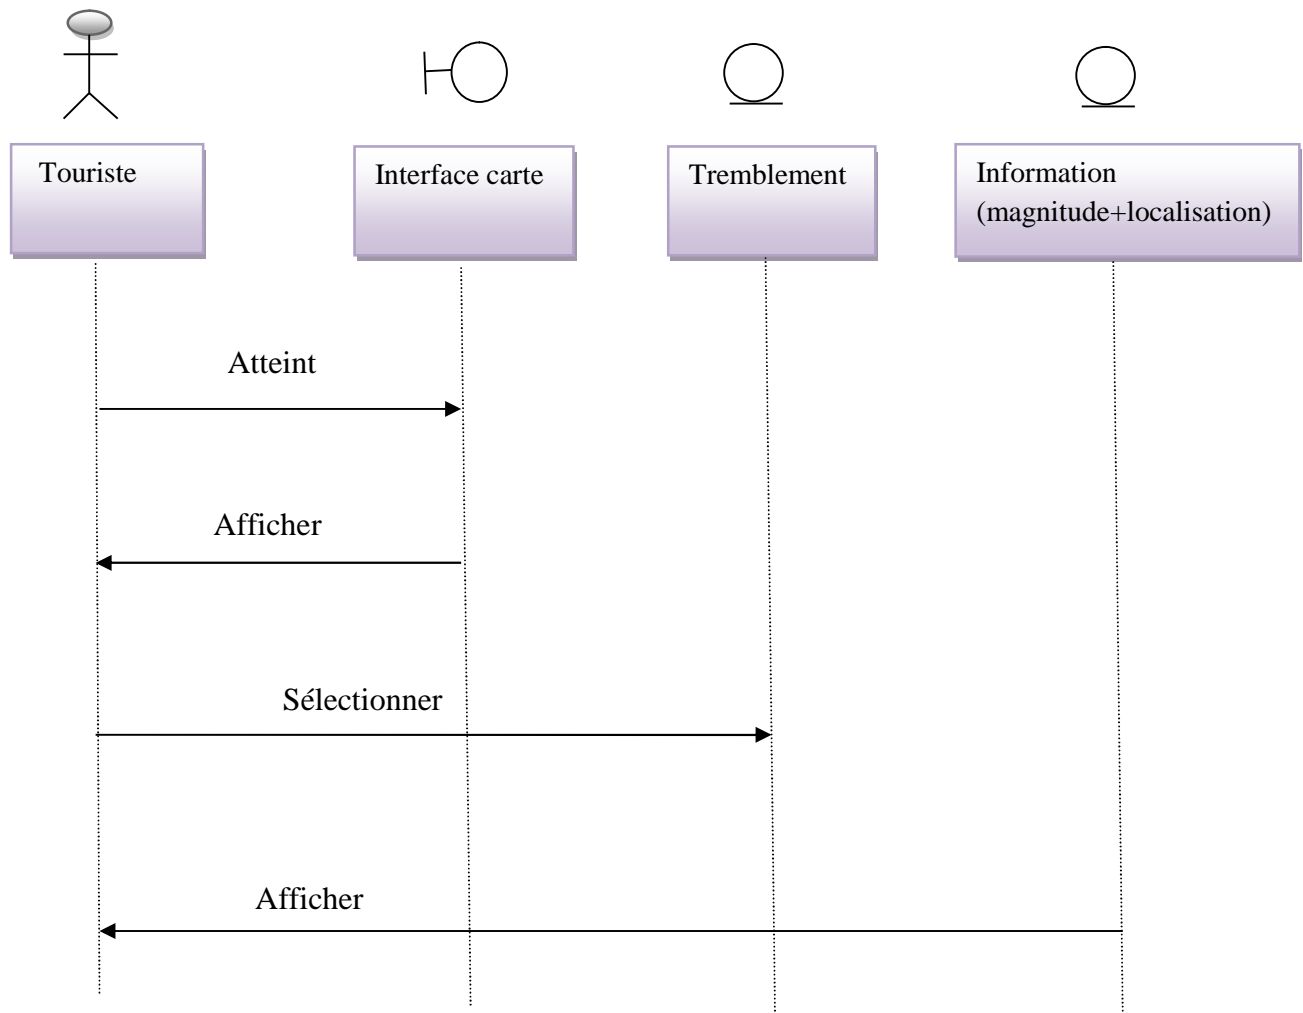 Touriste
Interface carte
Tremblement
Information
(magnitude+localisation)
Atteint
Afficher
Sélectionner
Afficher